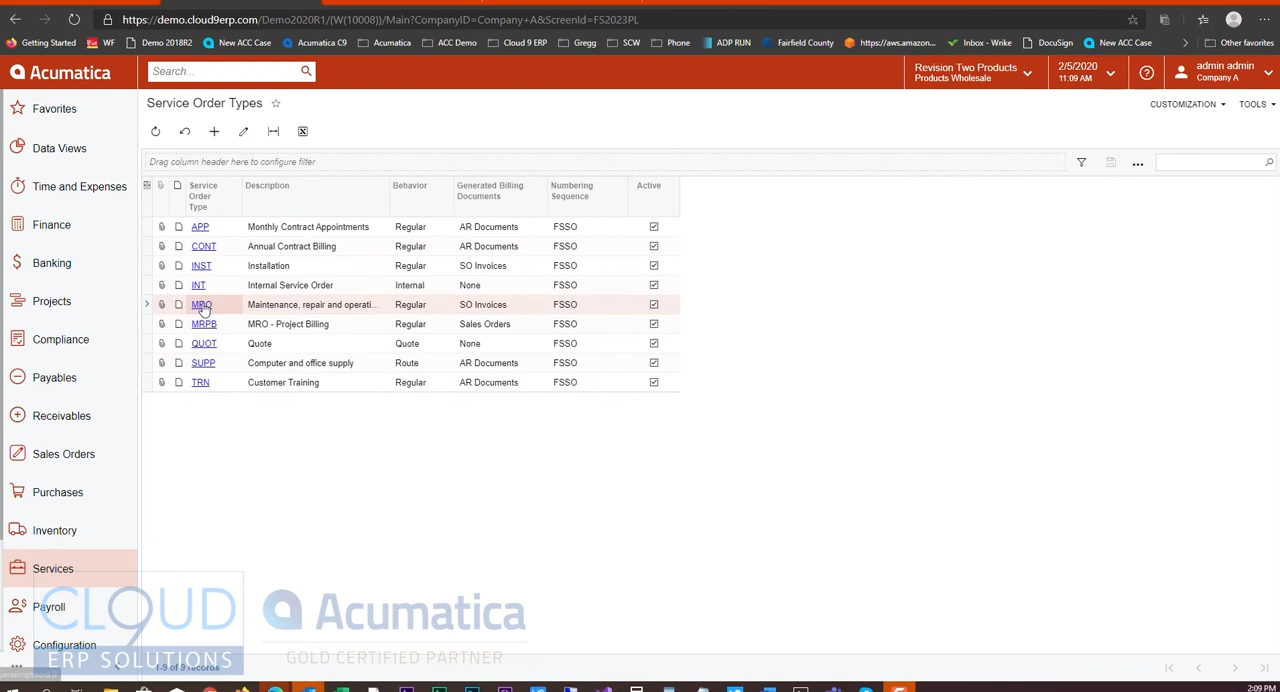 https://demo.cloud9erp.com/Demo2020R1/(W(10008))/Main?CompanyID=Company+A&ScreenId=FS2023PL
Getting Started WF Demo 2018R2 New ACC Case Acumatica C9 Acumatica ACC Demo Cloud 9 ERP Gregg SCW Phone ADP RUN Fairfield County https://aws.amazon... Inbox - Wrike DocuSign New ACC Case Other favorites
Acumatica Search... Revision Two Products Products Wholesale 2/5/2020 11:09 AM admin admin Company A
Service Order Types CUSTOMIZATION TOOLS
Drag column header here to configure filter
Service Order Type Description Behavior Generated Billing Documents Numbering Sequence Active
APP Monthly Contract Appointments Regular AR Documents FSSO
CONT Annual Contract Billing Regular AR Documents FSSO
INST Installation Regular SO Invoices FSSO
INT Internal Service Order Internal None FSSO
MRO Maintenance, repair and operati... Regular SO Invoices FSSO
MRPB MRO - Project Billing Regular Sales Orders FSSO
QUOT Quote Quote None FSSO
SUPP Computer and office supply Route AR Documents FSSO
TRN Customer Training Regular AR Documents FSSO
Favorites
Data Views
Time and Expenses
Finance
Banking
Projects
Compliance
Payables
Receivables
Sales Orders
Purchases
Inventory
Services
Payroll
Configuration
CLOUD 9
ERP SOLUTIONS
Acumatica
GOLD CERTIFIED PARTNER
1-9 of 9 records
2:09 PM